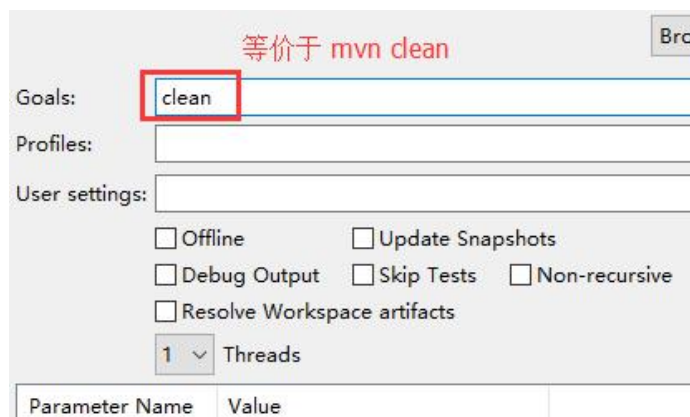 等价于 mvn clean
Bro
Goals: clean
Profiles:
User settings:
Offline Update Snapshots
Debug Output Skip Tests Non-recursive
Resolve Workspace artifacts
1 Threads
Parameter Name Value